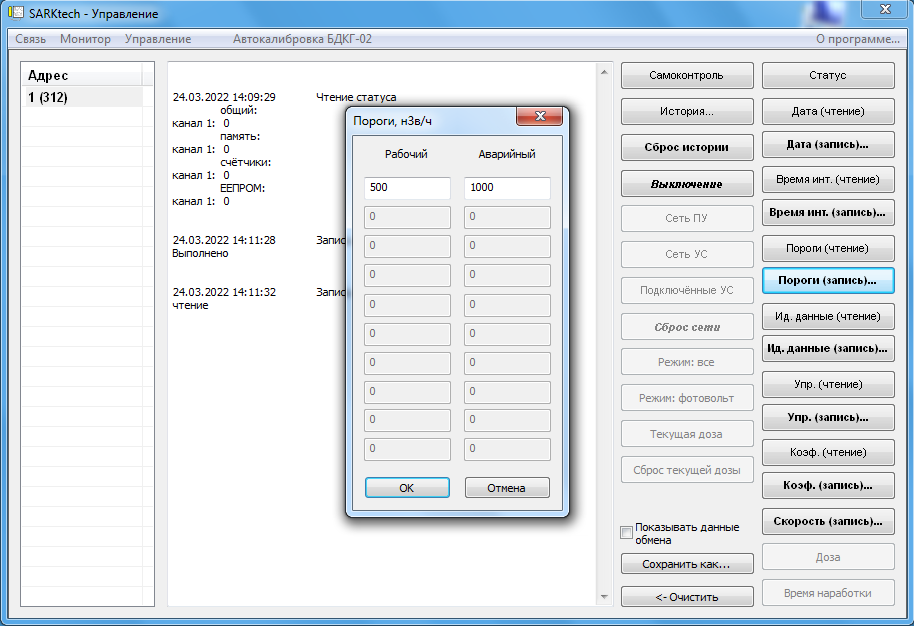 SARKtech - Управление
Связь Монитор Управление Автокалибровка БДКГ-02 О программе...
Адрес
1 (312)
24.03.2022 14:09:29 Чтение статуса
общий:
канал 1: 0
память:
канал 1: 0
счётчики:
канал 1: 0
ЕЕПРОМ:
канал 1: 0
24.03.2022 14:11:28 Запис
Выполнено
24.03.2022 14:11:32 Запис
чтение
Пороги, нЗв/ч
Рабочий Аварийный
500 1000
0 0
0 0
0 0
0 0
0 0
0 0
0 0
0 0
0 0
OK Отмена
Самоконтроль
История...
Сброс истории
Выключение
Сеть ПУ
Сеть УС
Подключённые УС
Сброс сети
Режим: все
Режим: фотовольт
Текущая доза
Сброс текущей дозы
Показывать данные
обмена
Сохранить как...
<- Очистить
Статус
Дата (чтение)
Дата (запись)...
Время инт. (чтение)
Время инт. (запись)...
Пороги (чтение)
Пороги (запись)...
Ид. данные (чтение)
Ид. данные (запись)...
Упр. (чтение)
Упр. (запись)...
Коэф. (чтение)
Коэф. (запись)...
Скорость (запись)...
Доза
Время наработки